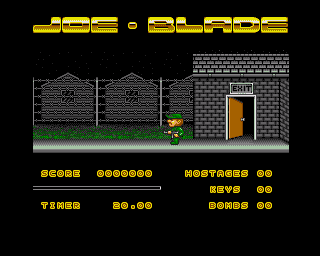 JOE · BLADE
EXIT
SCORE 0000000 HOSTAGES 00
KEYS 00
TIMER 20.00 BOMBS 00